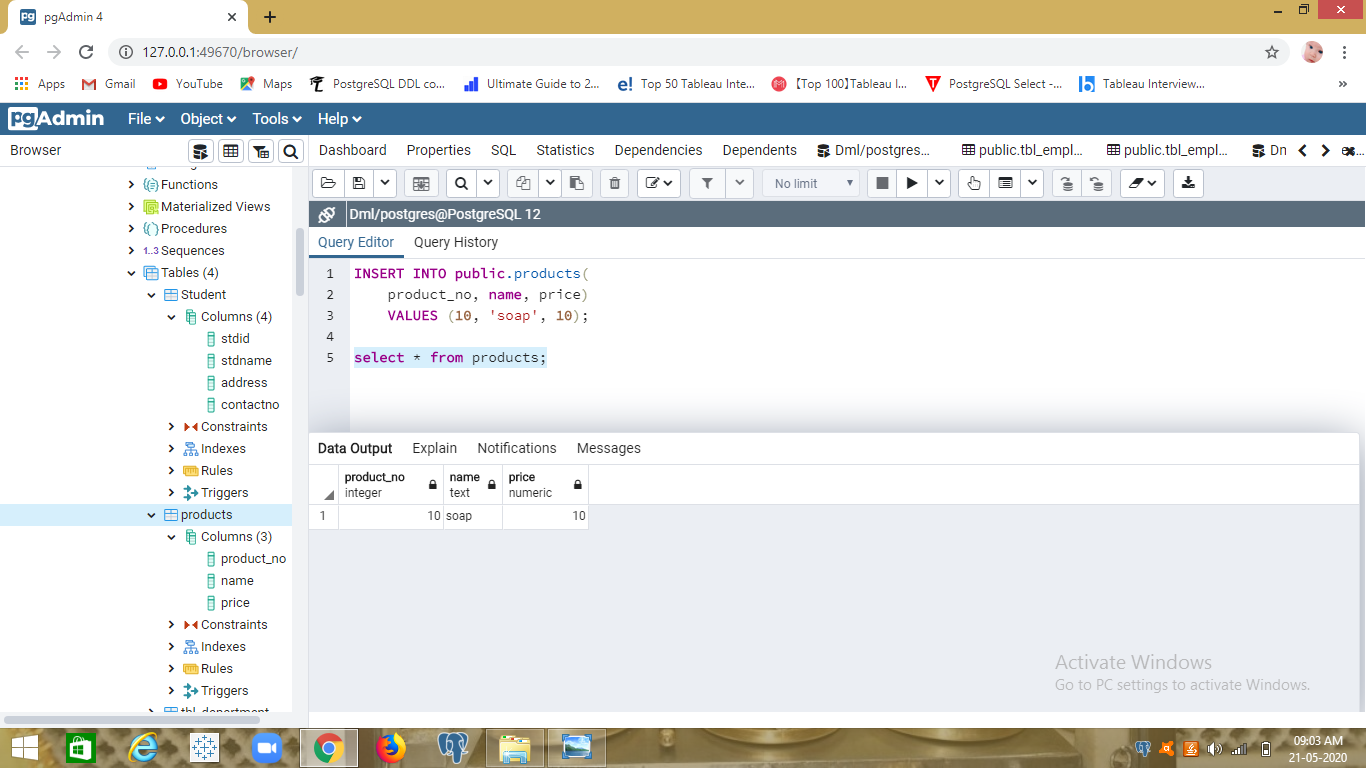 pgAdmin 4
127.0.0.1:49670/browser/
Apps Gmail YouTube Maps PostgreSQL DDL co... Ultimate Guide to 2... Top 50 Tableau Inte... 【Top 100】Tableau I... PostgreSQL Select -... Tableau Interview...
pgAdmin File Object Tools Help
Browser
Dashboard Properties SQL Statistics Dependencies Dependents Dml/postgres... public.tbl_empl... public.tbl_empl... Dn
Functions
Materialized Views
Procedures
1..3 Sequences
Tables (4)
Student
Columns (4)
stdid
stdname
address
contactno
Constraints
Indexes
Rules
Triggers
products
Columns (3)
product_no
name
price
Constraints
Indexes
Rules
Triggers
tbl_department
No limit
Dml/postgres@PostgreSQL 12
Query Editor Query History
1 INSERT INTO public.products(
2 product_no, name, price)
3 VALUES (10, 'soap', 10);
4
5 select * from products;
Data Output Explain Notifications Messages
product_no name price
integer text numeric
1 10 soap 10
Activate Windows
Go to PC settings to activate Windows.
09:03 AM
21-05-2020